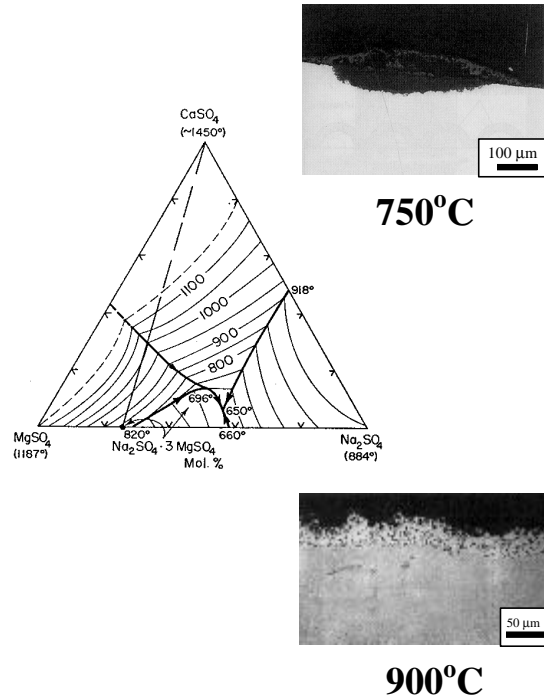 100 µm
750°C
CaSO4
(~1450°)
918°
1100
1000
900
800
696°
650°
MgSO4
(1187°)
820°
Na2SO4·3 MgSO4
Mol. %
660°
Na2SO4
(884°)
50 µm
900°C